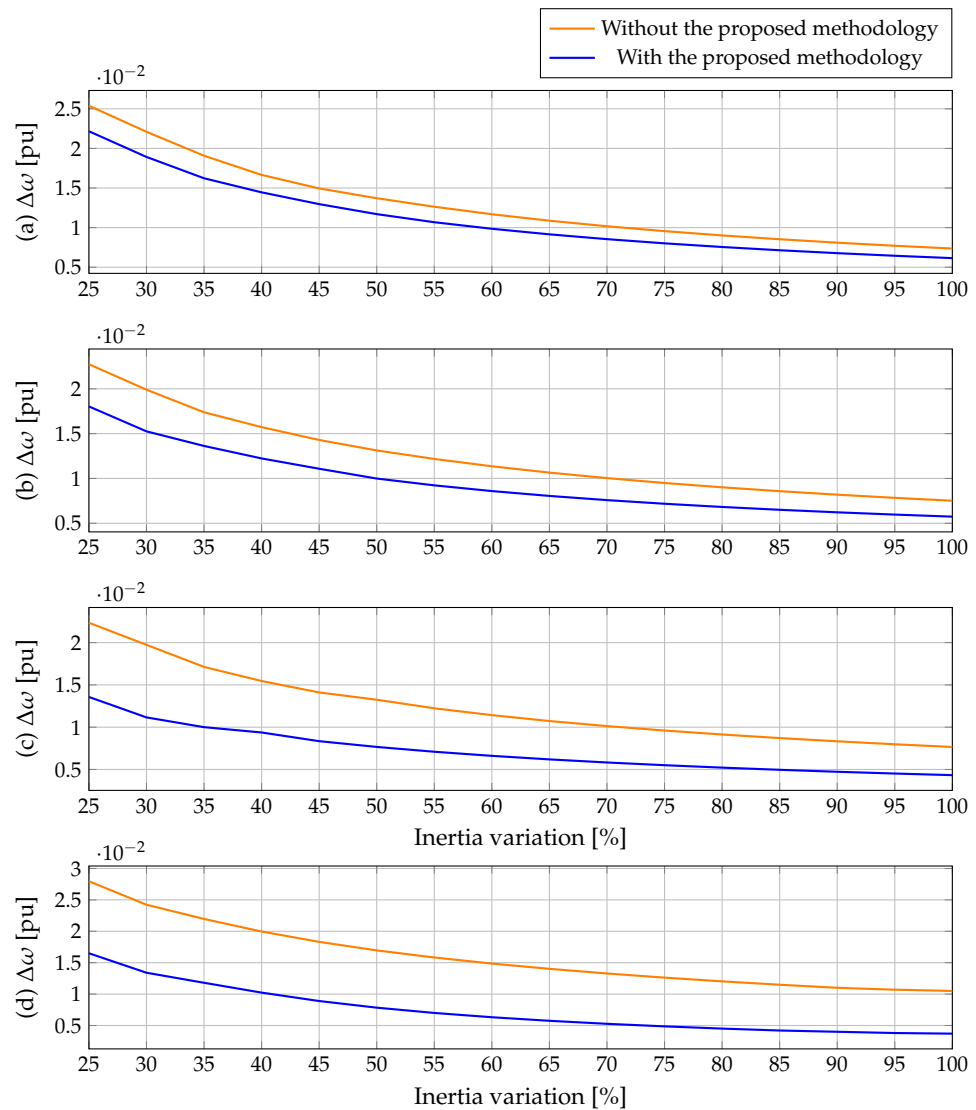 Without the proposed methodology
With the proposed methodology
·10⁻²
2.5
2
1.5
1
0.5
(a) Δω [pu]
25 30 35 40 45 50 55 60 65 70 75 80 85 90 95 100
·10⁻²
2
1.5
1
0.5
(b) Δω [pu]
25 30 35 40 45 50 55 60 65 70 75 80 85 90 95 100
·10⁻²
2
1.5
1
0.5
(c) Δω [pu]
25 30 35 40 45 50 55 60 65 70 75 80 85 90 95 100
Inertia variation [%]
·10⁻²
3
2.5
2
1.5
1
0.5
(d) Δω [pu]
25 30 35 40 45 50 55 60 65 70 75 80 85 90 95 100
Inertia variation [%]